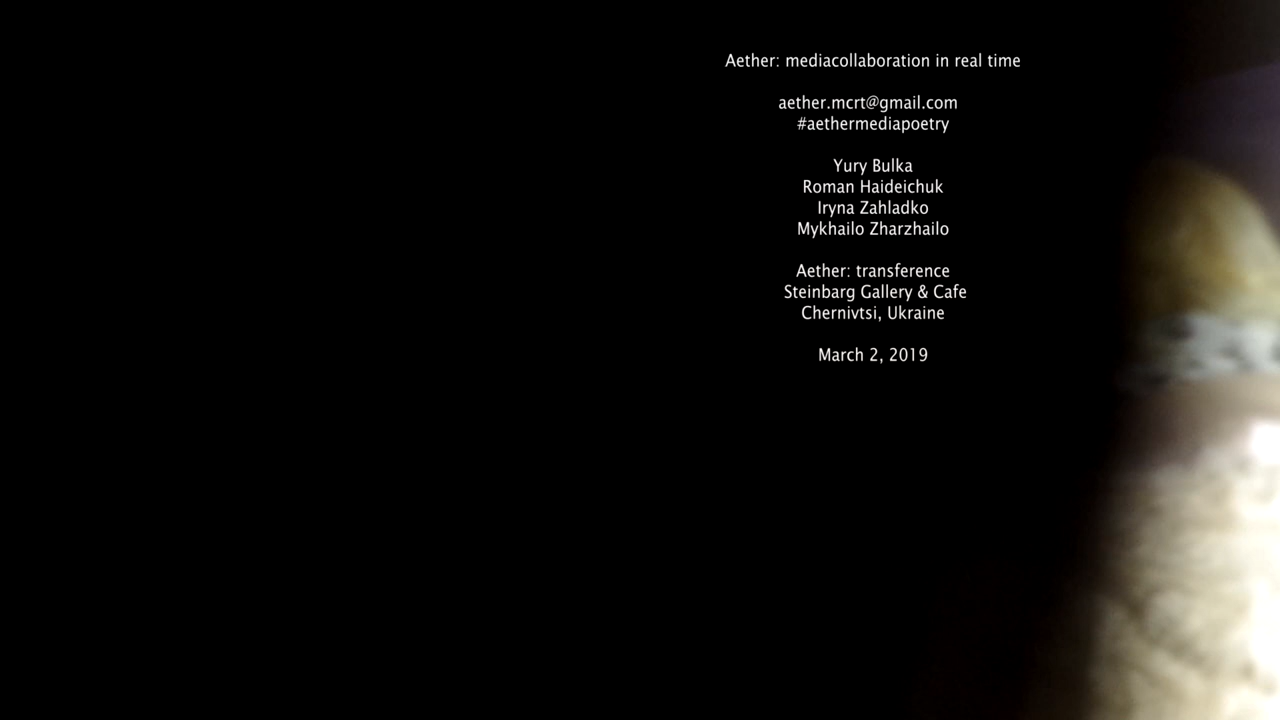 Aether: mediacollaboration in real time
aether.mcrt@gmail.com
#aethermediapoetry
Yury Bulka
Roman Haideichuk
Iryna Zahladko
Mykhailo Zharzhailo
Aether: transference
Steinbarg Gallery & Cafe
Chernivtsi, Ukraine
March 2, 2019